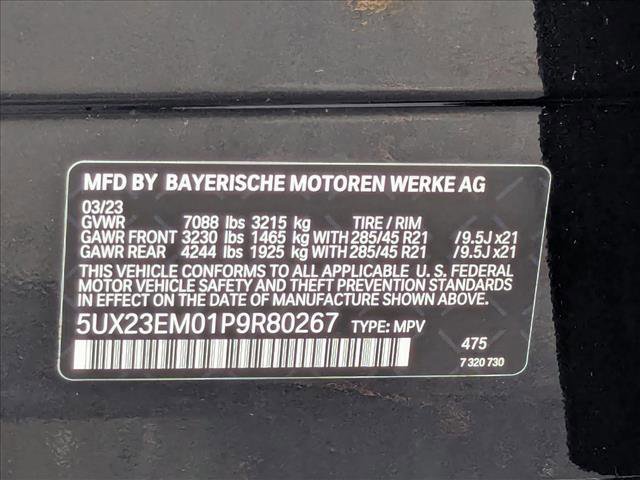 MFD BY BAYERISCHE MOTOREN WERKE AG
03/23
GVWR 7088 lbs 3215 kg TIRE / RIM
GAWR FRONT 3230 lbs 1465 kg WITH 285/45 R21 /9.5J x21
GAWR REAR 4244 lbs 1925 kg WITH 285/45 R21 /9.5J x21
THIS VEHICLE CONFORMS TO ALL APPLICABLE U. S. FEDERAL
MOTOR VEHICLE SAFETY AND THEFT PREVENTION STANDARDS
IN EFFECT ON THE DATE OF MANUFACTURE SHOWN ABOVE.
5UX23EM01P9R80267 TYPE: MPV
475
7 320 730